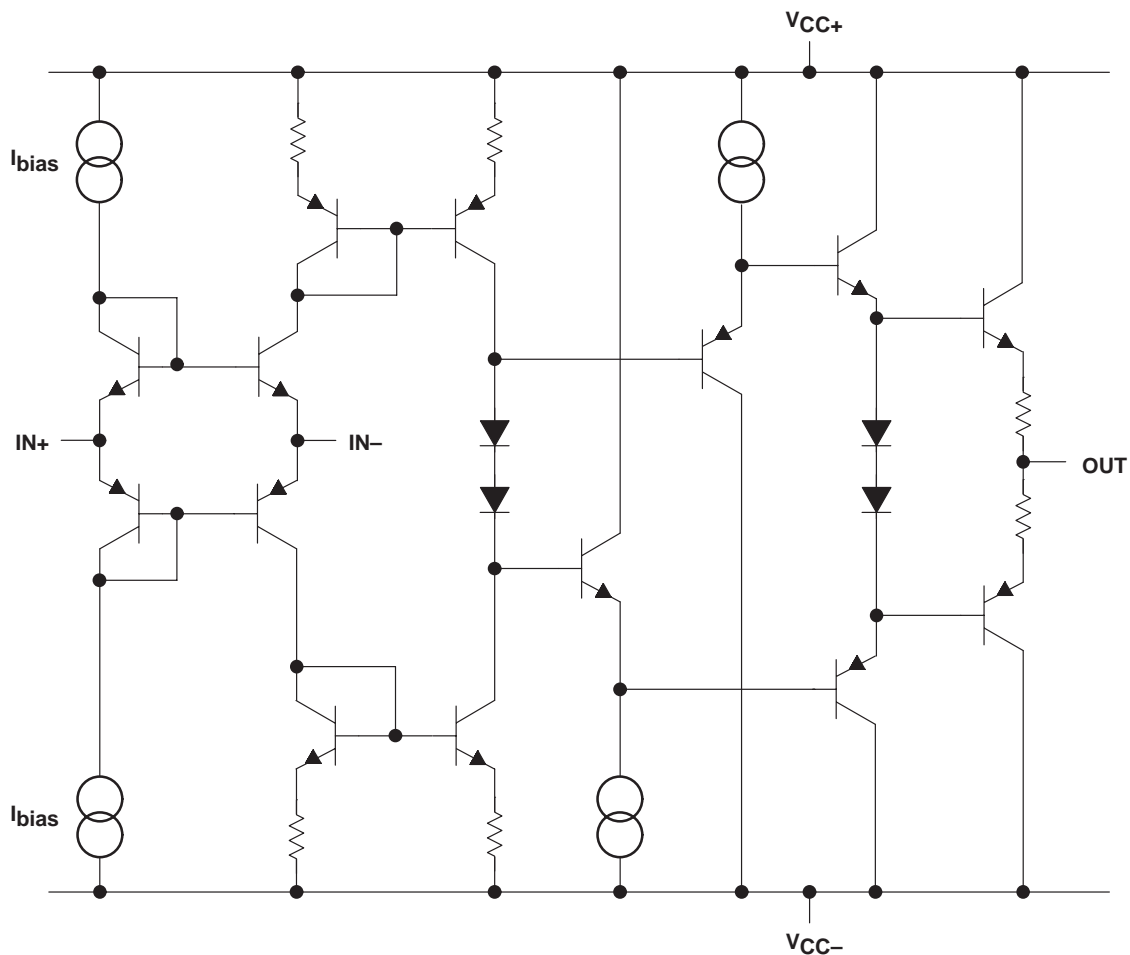 VCC+
Ibias
IN+
IN–
OUT
Ibias
VCC–